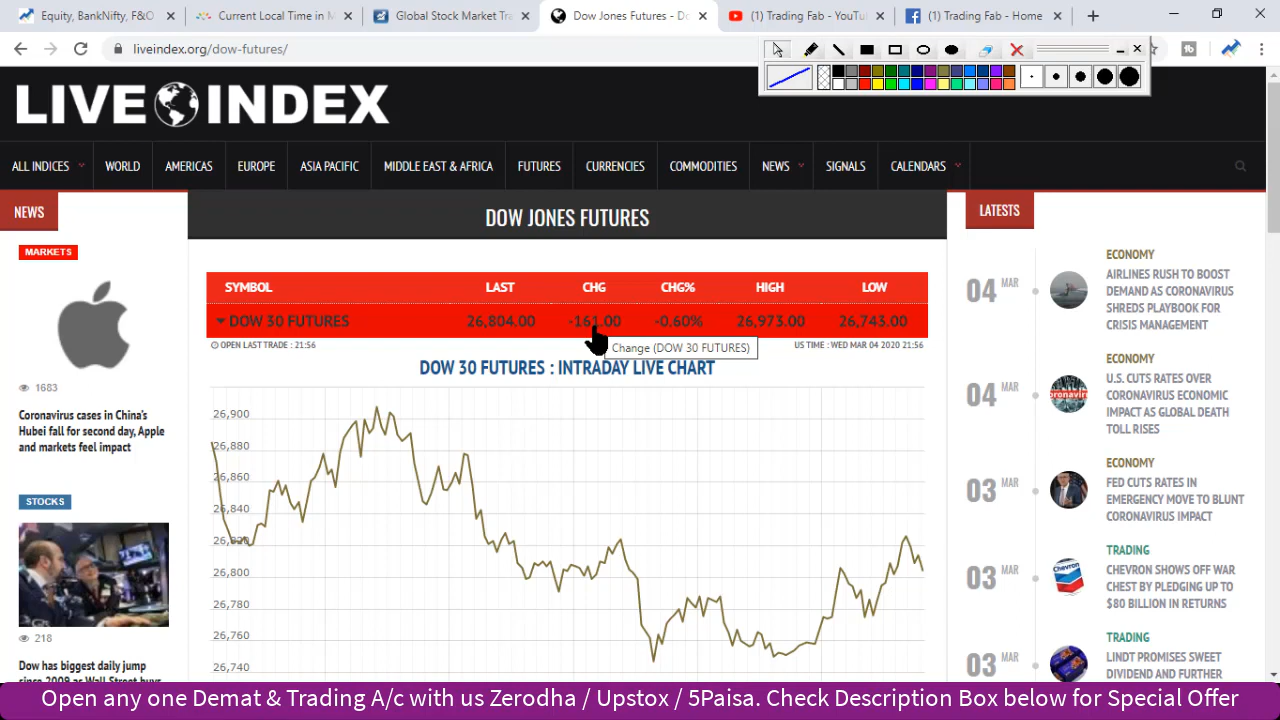 Equity, BankNifty, F&O
Current Local Time in M
Global Stock Market Tra
Dow Jones Futures - Do
(1) Trading Fab - YouTu
(1) Trading Fab - Home
liveindex.org/dow-futures/
LIVE INDEX
ALL INDICES
WORLD
AMERICAS
EUROPE
ASIA PACIFIC
MIDDLE EAST & AFRICA
FUTURES
CURRENCIES
COMMODITIES
NEWS
SIGNALS
CALENDARS
NEWS
MARKETS
1683
Coronavirus cases in China's
Hubei fall for second day, Apple
and markets feel impact
STOCKS
218
Dow has biggest daily jump
since 2009 as Wall Street buys
DOW JONES FUTURES
SYMBOL LAST CHG CHG% HIGH LOW
DOW 30 FUTURES 26,804.00 -161.00 -0.60% 26,973.00 26,743.00
OPEN LAST TRADE : 21:56
Change (DOW 30 FUTURES)
US TIME : WED MAR 04 2020 21:56
DOW 30 FUTURES : INTRADAY LIVE CHART
26,900
26,880
26,860
26,840
26,820
26,800
26,780
26,760
26,740
LATESTS
04 MAR
ECONOMY
AIRLINES RUSH TO BOOST
DEMAND AS CORONAVIRUS
SHREDS PLAYBOOK FOR
CRISIS MANAGEMENT
04 MAR
ECONOMY
U.S. CUTS RATES OVER
CORONAVIRUS ECONOMIC
IMPACT AS GLOBAL DEATH
TOLL RISES
03 MAR
ECONOMY
FED CUTS RATES IN
EMERGENCY MOVE TO BLUNT
CORONAVIRUS IMPACT
03 MAR
TRADING
CHEVRON SHOWS OFF WAR
CHEST BY PLEDGING UP TO
$80 BILLION IN RETURNS
Chevron
03 MAR
TRADING
LINDT PROMISES SWEET
DIVIDEND AND FURTHER
Open any one Demat & Trading A/c with us Zerodha / Upstox / 5Paisa. Check Description Box below for Special Offer